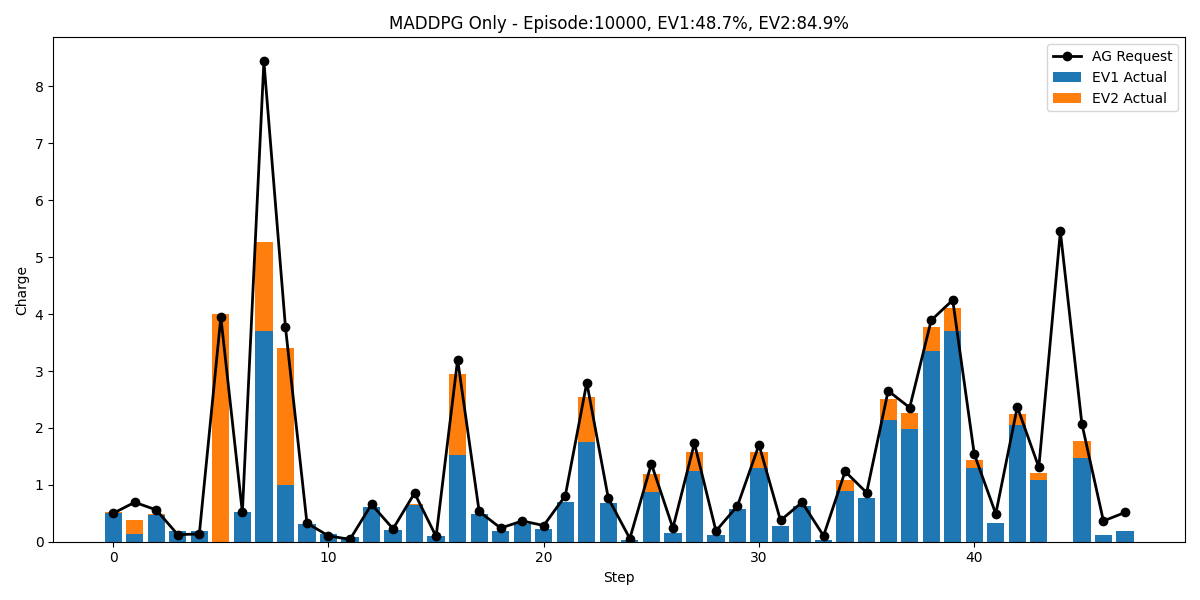 MADDPG Only - Episode:10000, EV1:48.7%, EV2:84.9%
AG Request
EV1 Actual
EV2 Actual
Charge
8
7
6
5
4
3
2
1
0
0 10 20 30 40
Step